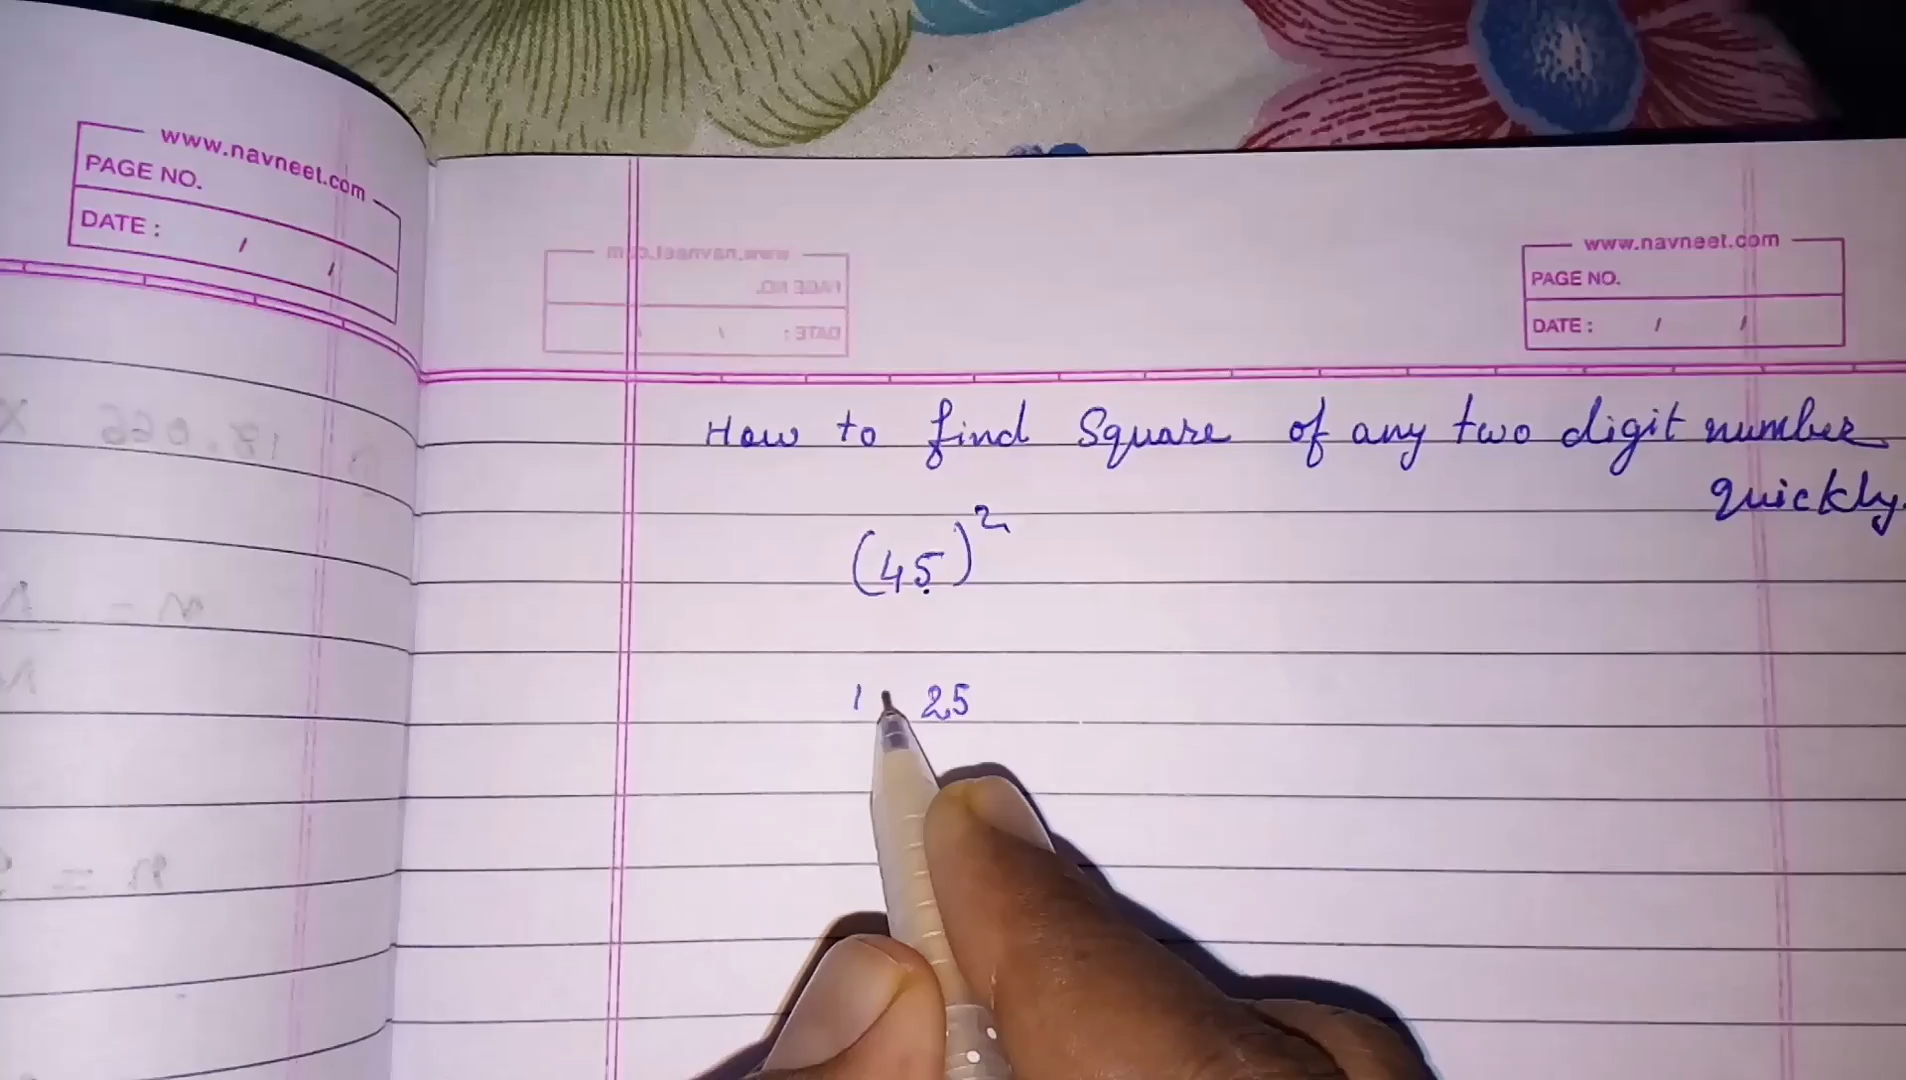 www.navneet.com
PAGE NO.
DATE : / /
www.navneet.com
PAGE NO.
DATE : / /
How to find Square of any two digit number
quickly.
(45)²
1 25